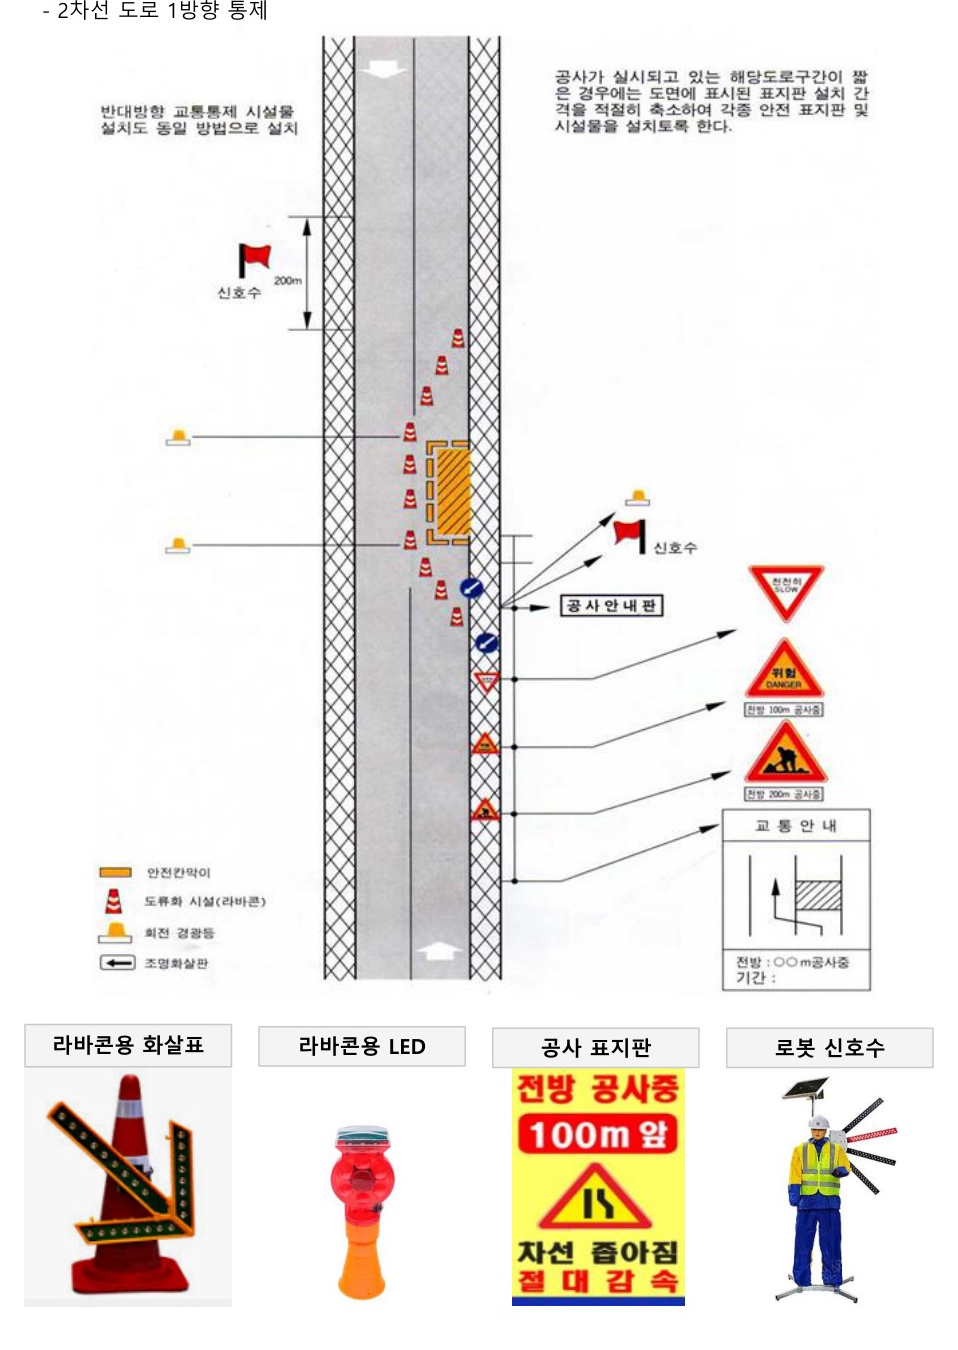 - 2차선 도로 1방향 통제
반대방향 교통통제 시설물
설치도 동일 방법으로 설치
공사가 실시되고 있는 해당도로구간이 짧
은 경우에는 도면에 표시된 표지판 설치 간
격을 적절히 축소하여 각종 안전 표지판 및
시설물을 설치토록 한다.
200m
신호수
신호수
공사안내판
천천히
SLOW
위험
DANGER
전방 100m 공사중
전방 200m 공사중
교통안내
전방 : ○○m공사중
기간 :
안전칸막이
도류화 시설(라바콘)
회전 경광등
조명화살판
라바콘용 화살표
라바콘용 LED
공사 표지판
로봇 신호수
전방 공사중
100m 앞
차선 좁아짐
절대감속